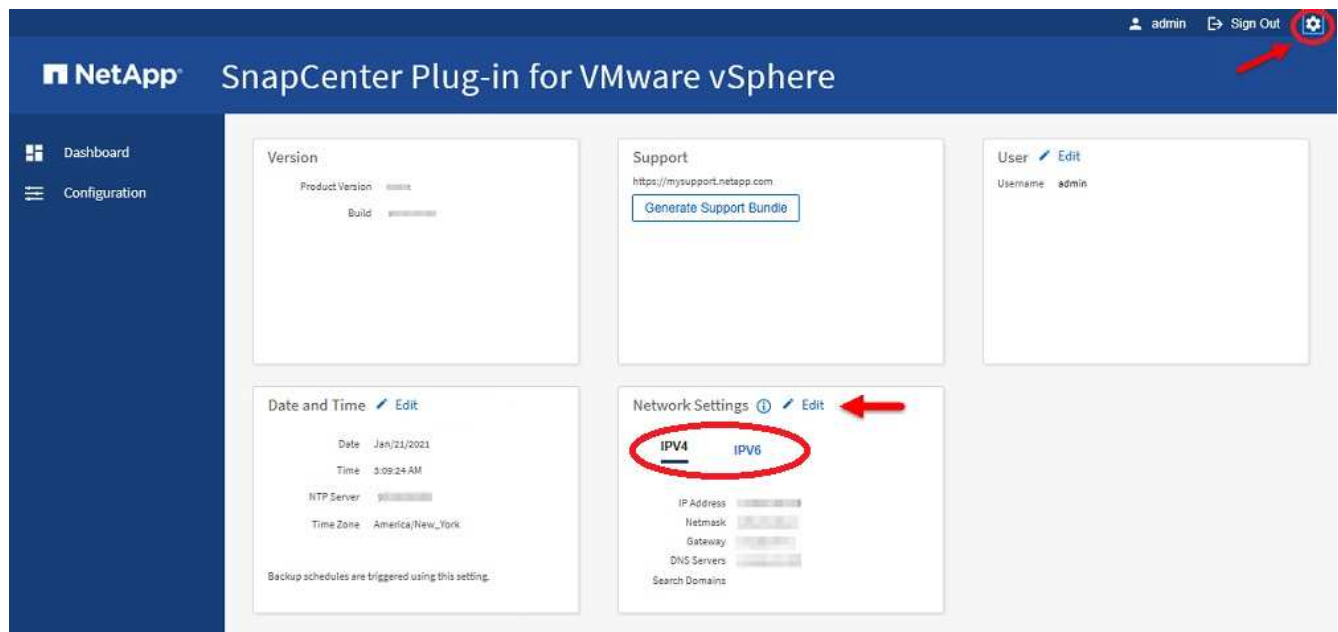 admin Sign Out
NetApp SnapCenter Plug-in for VMware vSphere
Dashboard
Configuration
Version
Product Version
Build
Support
https://mysupport.netapp.com
Generate Support Bundle
User Edit
Username admin
Date and Time Edit
Date Jan/21/2021
Time 3:09:24 AM
NTP Server
Time Zone America/New_York
Backup schedules are triggered using this setting.
Network Settings Edit
IPV4 IPV6
IP Address
Netmask
Gateway
DNS Servers
Search Domains